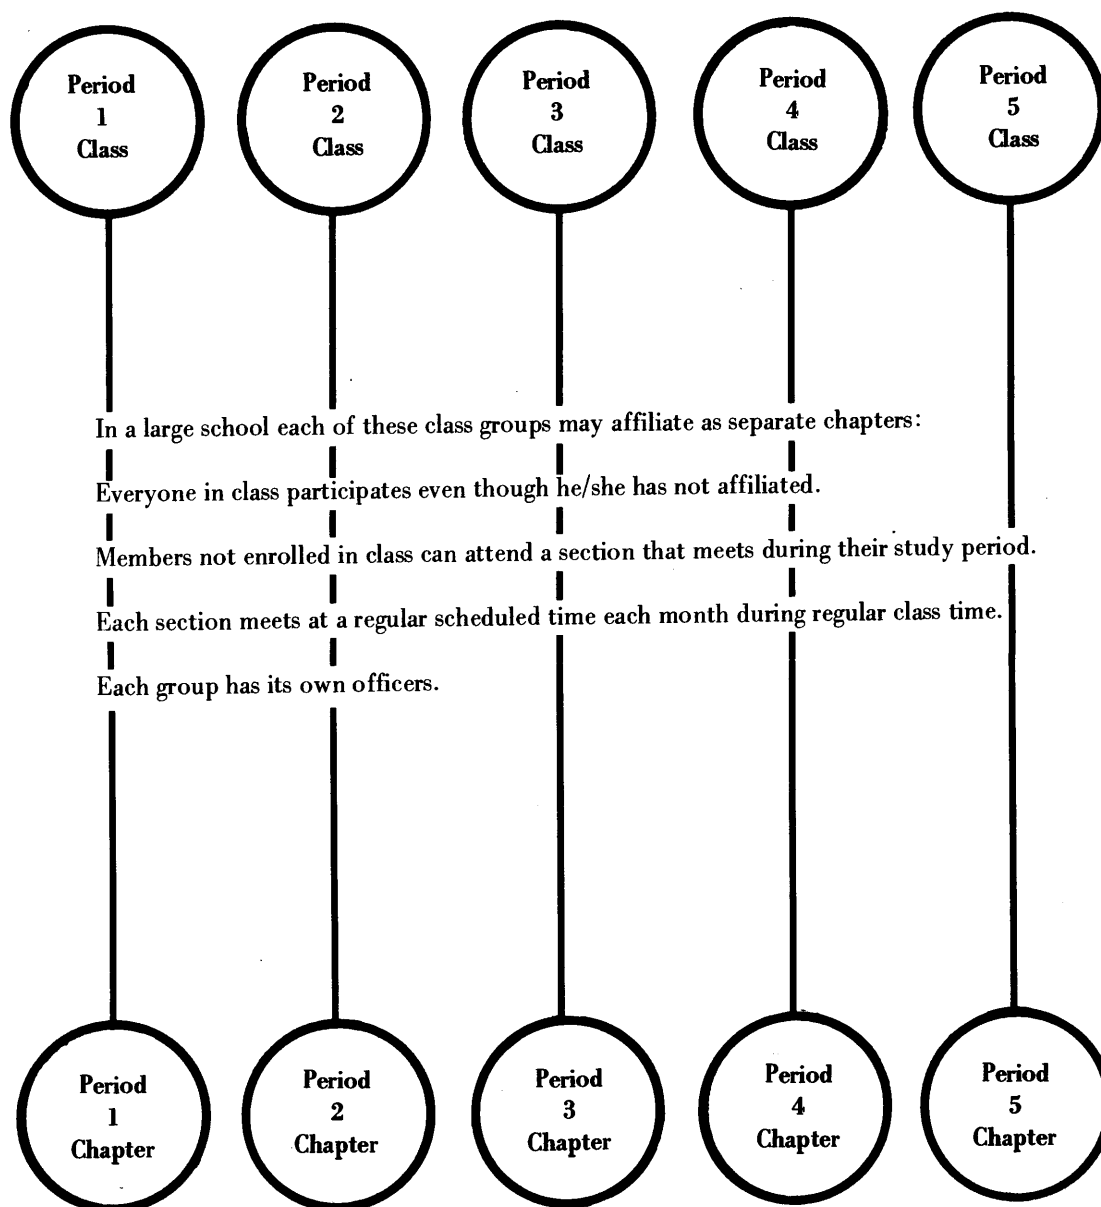 Period
1
Class
Period
2
Class
Period
3
Class
Period
4
Class
Period
5
Class
In a large school each of these class groups may affiliate as separate chapters:
Everyone in class participates even though he/she has not affiliated.
Members not enrolled in class can attend a section that meets during their study period.
Each section meets at a regular scheduled time each month during regular class time.
Each group has its own officers.
Period
1
Chapter
Period
2
Chapter
Period
3
Chapter
Period
4
Chapter
Period
5
Chapter